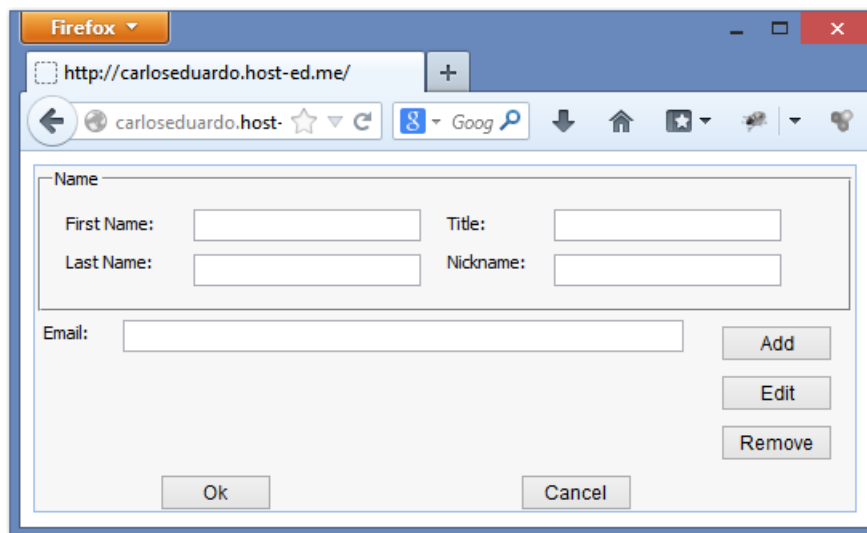 Firefox
http://carloseduardo.host-ed.me/
carloseduardo.host- 8 Goog
Name
First Name: Title:
Last Name: Nickname:
Email: Add
Edit
Remove
Ok Cancel